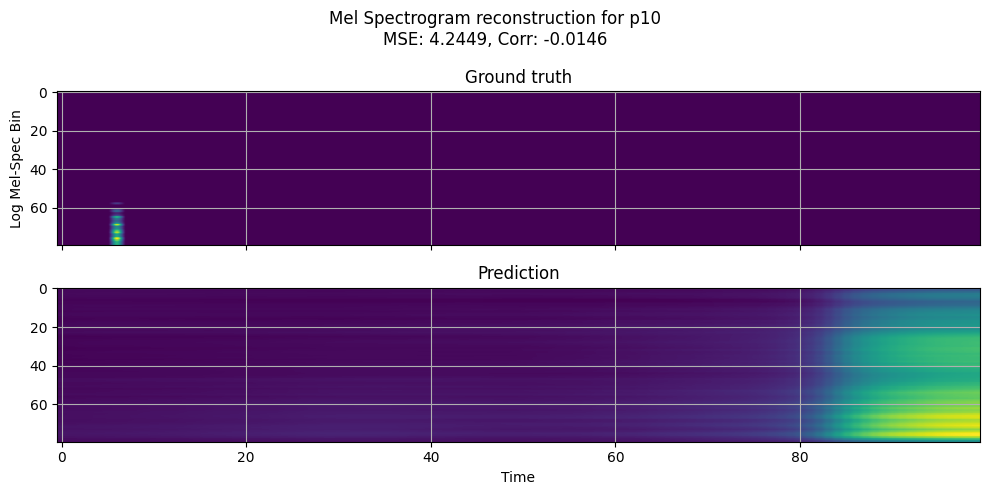 Mel Spectrogram reconstruction for p10
MSE: 4.2449, Corr: -0.0146
Ground truth
Log Mel-Spec Bin
0
20
40
60
Prediction
0
20
40
60
0 20 40 60 80
Time